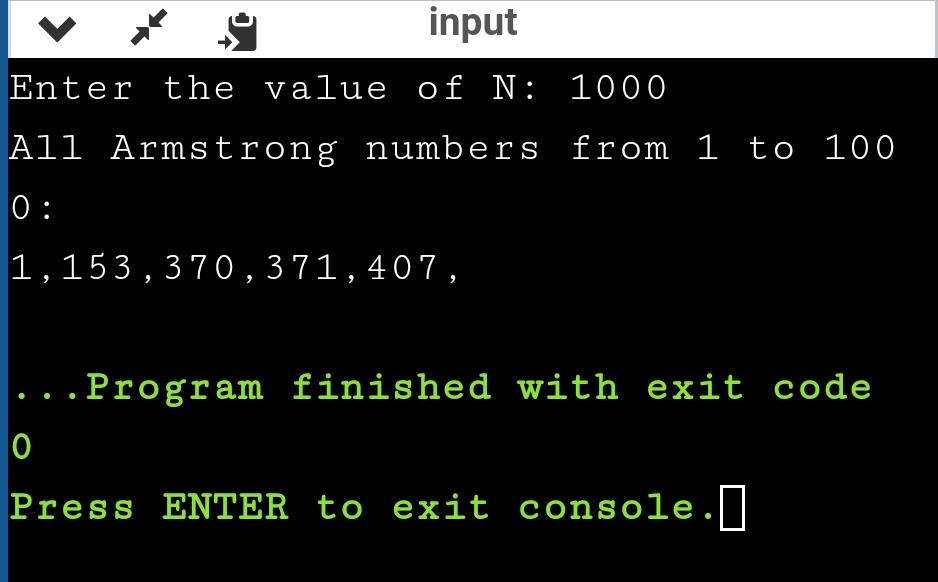 input
Enter the value of N: 1000
All Armstrong numbers from 1 to 100
0:
1,153,370,371,407,
...Program finished with exit code
0
Press ENTER to exit console.